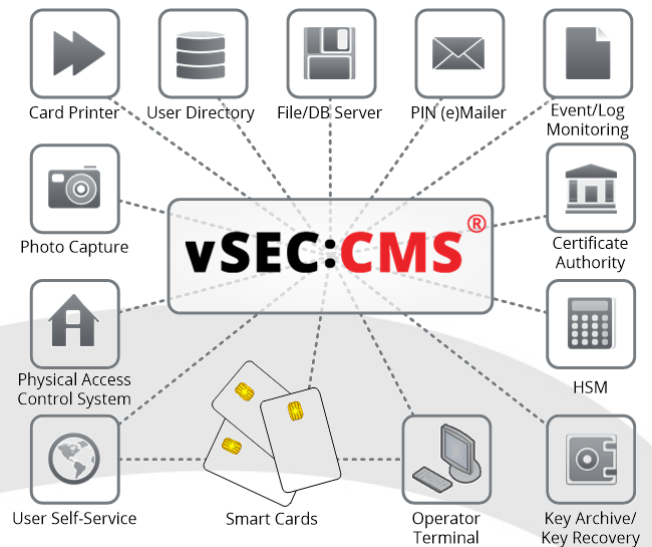 Card Printer
User Directory
File/DB Server
PIN (e)Mailer
Event/Log
Monitoring
Photo Capture
vSEC:CMS®
Certificate
Authority
Physical Access
Control System
HSM
User Self-Service
Smart Cards
Operator
Terminal
Key Archive/
Key Recovery